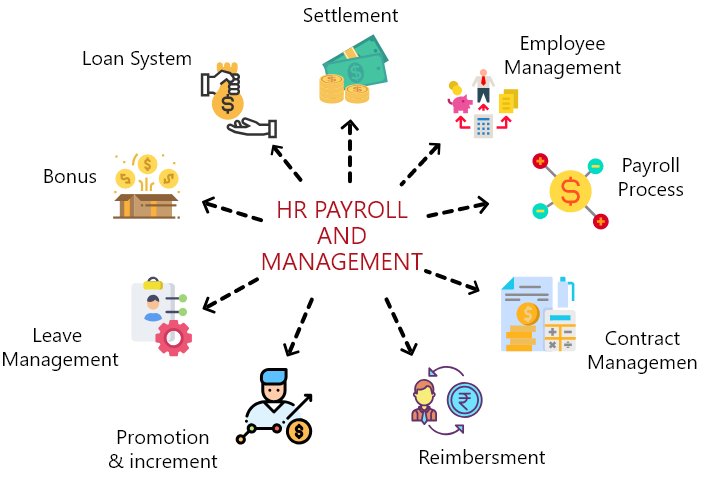 Settlement
Loan System
Employee
Management
Bonus
Payroll
Process
HR PAYROLL
AND
MANAGEMENT
Leave
Management
Contract
Managemen
Promotion
& increment
Reimbersment